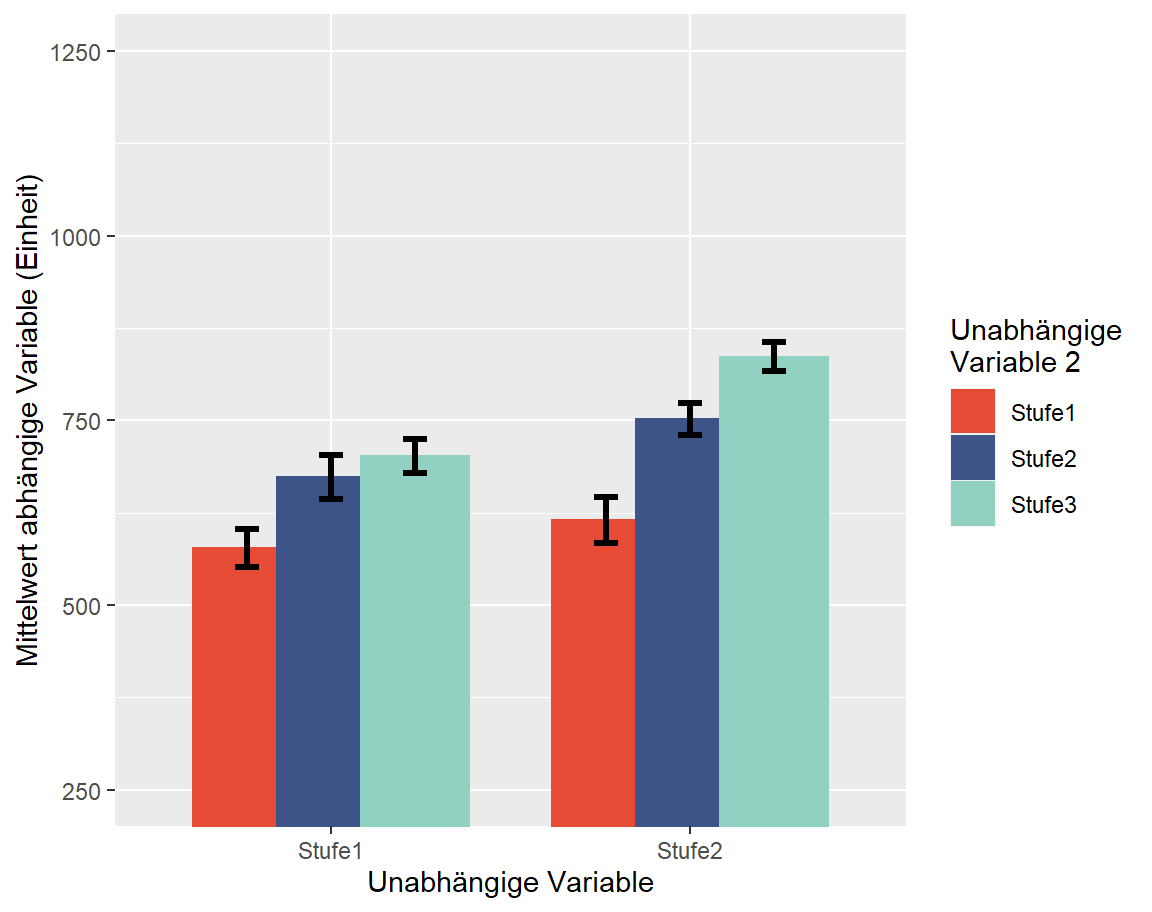 Mittelwert abhängige Variable (Einheit)
1250
1000
750
500
250
Stufe1
Stufe2
Unabhängige Variable
Unabhängige
Variable 2
Stufe1
Stufe2
Stufe3